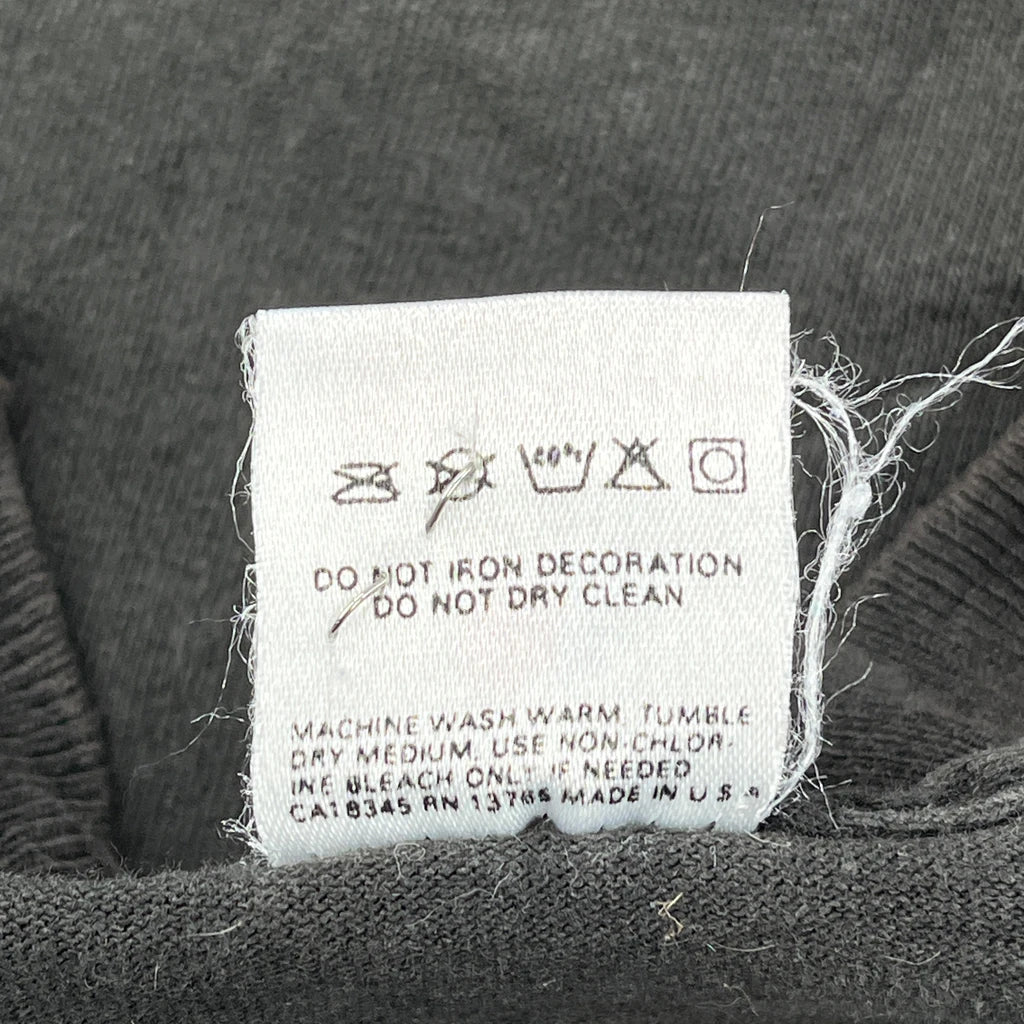 40°c
DO NOT IRON DECORATION
DO NOT DRY CLEAN
MACHINE WASH WARM, TUMBLE
DRY MEDIUM, USE NON-CHLOR-
INE BLEACH ONLY IF NEEDED
CA18345 RN 13765 MADE IN U S A